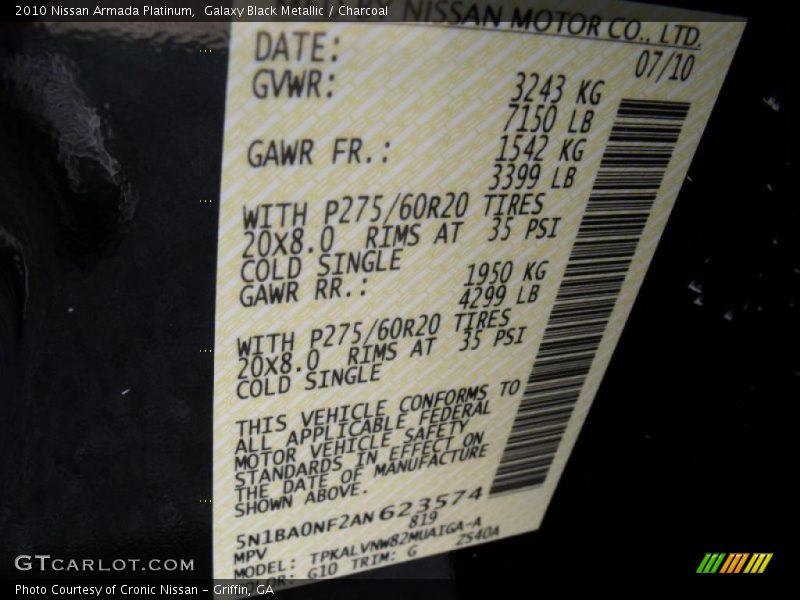 2010 Nissan Armada Platinum,  Galaxy Black Metallic / Charcoal
NISSAN MOTOR CO., LTD.
DATE: 07/10
GVWR: 3243 KG
7150 LB
GAWR FR.: 1542 KG
3399 LB
WITH P275/60R20 TIRES
20X8.0 RIMS AT 35 PSI
COLD SINGLE
GAWR RR.: 1950 KG
4299 LB
WITH P275/60R20 TIRES
20X8.0 RIMS AT 35 PSI
COLD SINGLE
THIS VEHICLE CONFORMS TO
ALL APPLICABLE FEDERAL
MOTOR VEHICLE SAFETY
STANDARDS IN EFFECT ON
THE DATE OF MANUFACTURE
SHOWN ABOVE.
5N1BA0NF2AN623574
MPV 819
MODEL: TPKALVNW82MUAIGA-A
COLOR: G10 TRIM: G ZS40A
GTCARLOT.COM
Photo Courtesy of Cronic Nissan - Griffin, GA